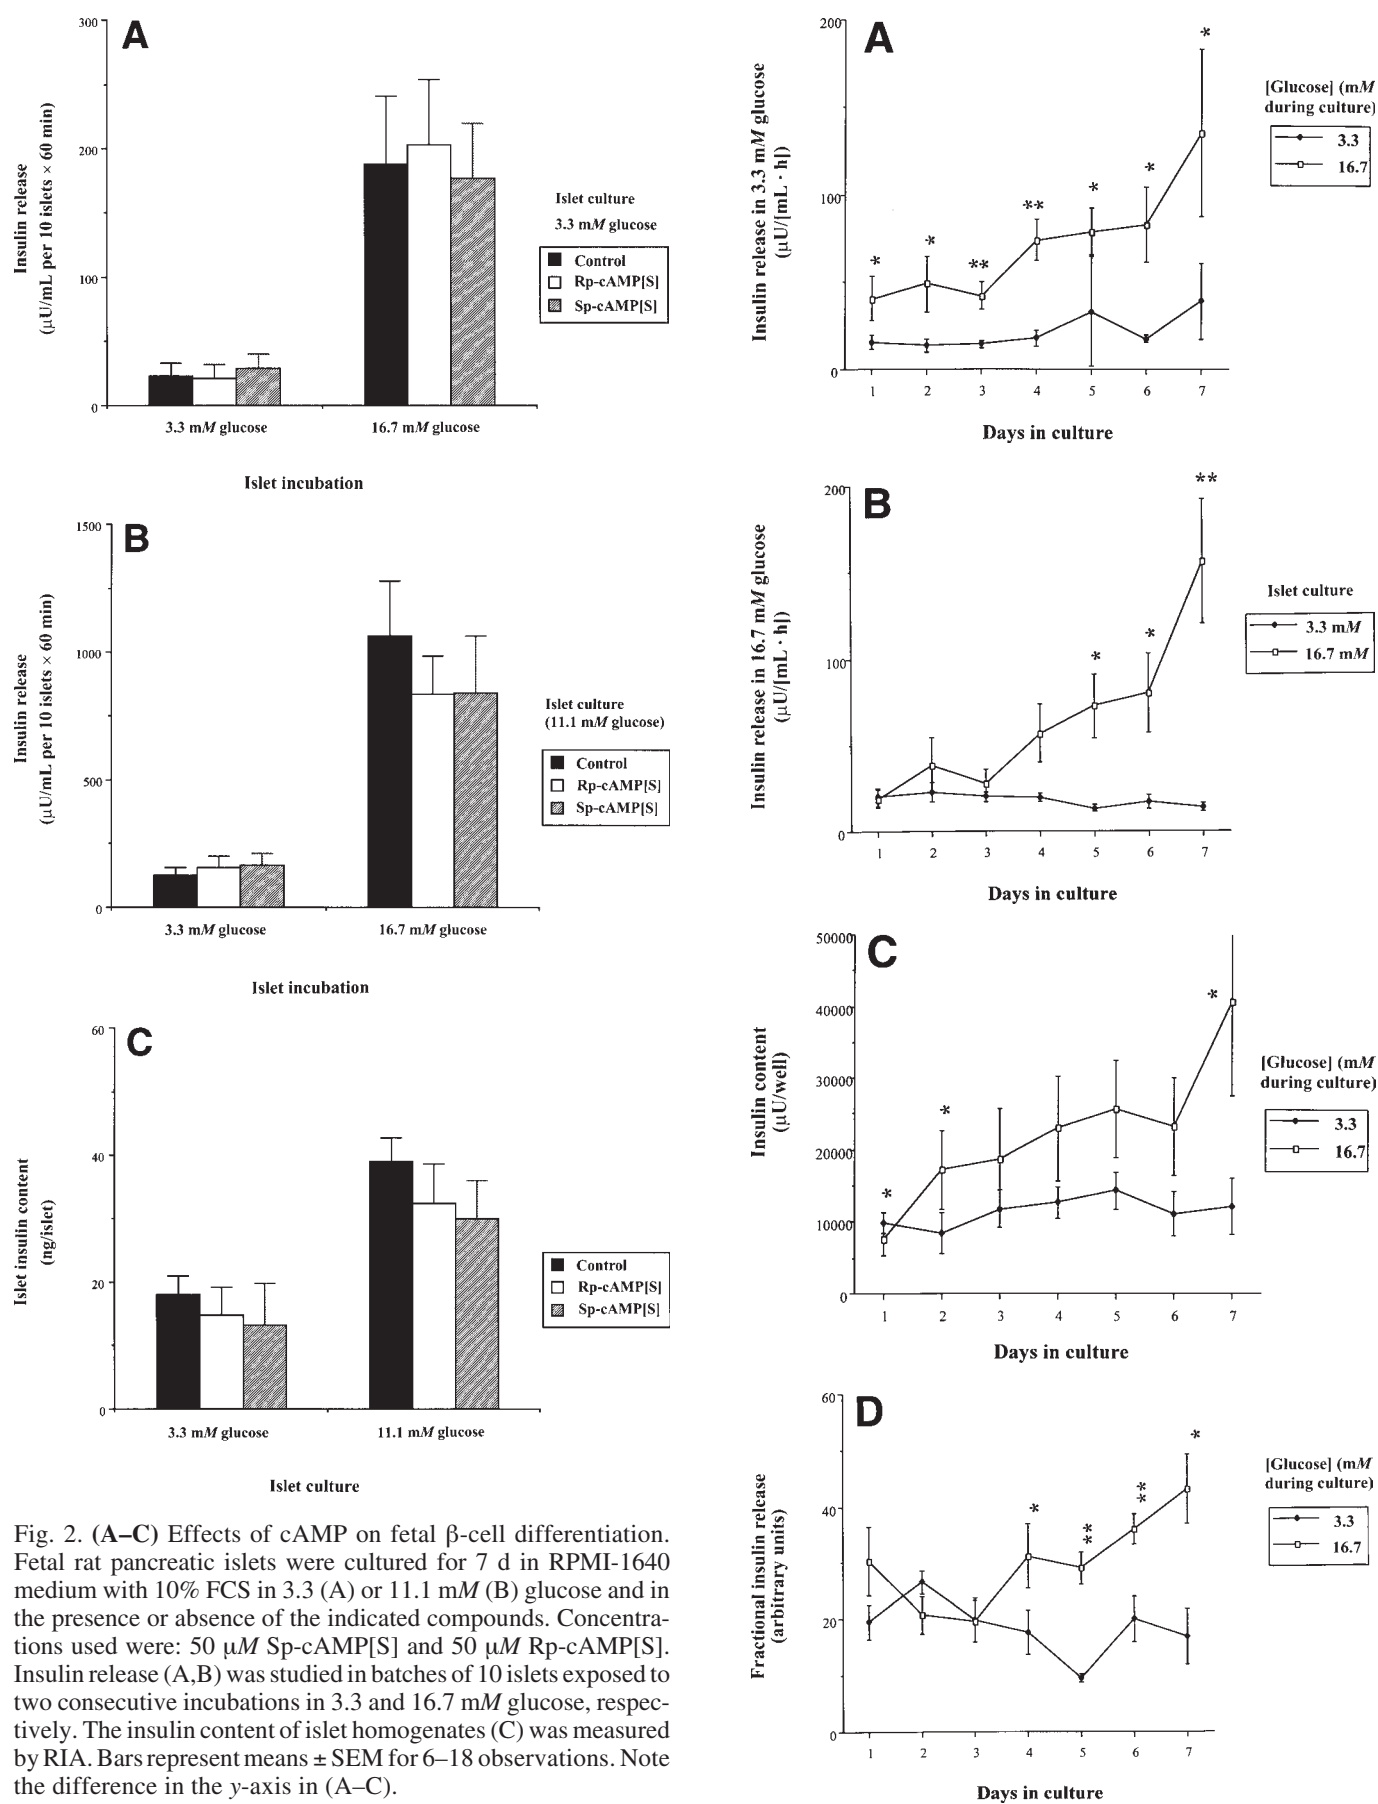 A
300
200
100
0
Insulin release
(µU/mL per 10 islets × 60 min)
3.3 mM glucose
16.7 mM glucose
Islet incubation
Islet culture
3.3 mM glucose
Control
Rp-cAMP[S]
Sp-cAMP[S]
B
1500
1000
500
0
Insulin release
(µU/mL per 10 islets × 60 min)
3.3 mM glucose
16.7 mM glucose
Islet incubation
Islet culture
(11.1 mM glucose)
Control
Rp-cAMP[S]
Sp-cAMP[S]
C
60
40
20
0
Islet insulin content
(ng/islet)
3.3 mM glucose
11.1 mM glucose
Islet culture
Control
Rp-cAMP[S]
Sp-cAMP[S]
Fig. 2. (A–C) Effects of cAMP on fetal β-cell differentiation.
Fetal rat pancreatic islets were cultured for 7 d in RPMI-1640
medium with 10% FCS in 3.3 (A) or 11.1 mM (B) glucose and in
the presence or absence of the indicated compounds. Concentra-
tions used were: 50 µM Sp-cAMP[S] and 50 µM Rp-cAMP[S].
Insulin release (A,B) was studied in batches of 10 islets exposed to
two consecutive incubations in 3.3 and 16.7 mM glucose, respec-
tively. The insulin content of islet homogenates (C) was measured
by RIA. Bars represent means ± SEM for 6–18 observations. Note
the difference in the y-axis in (A–C).
A
200
100
0
Insulin release in 3.3 mM glucose
(µU/[mL · h])
* * ** ** * * *
1 2 3 4 5 6 7
Days in culture
[Glucose] (mM
during culture)
3.3
16.7
B
200
100
0
Insulin release in 16.7 mM glucose
(µU/[mL · h])
* * **
1 2 3 4 5 6 7
Days in culture
Islet culture
3.3 mM
16.7 mM
C
50000
40000
30000
20000
10000
0
Insulin content
(µU/well)
* * *
1 2 3 4 5 6 7
Days in culture
[Glucose] (mM
during culture)
3.3
16.7
D
60
40
20
0
Fractional insulin release
(arbitrary units)
* ** ** *
1 2 3 4 5 6 7
Days in culture
[Glucose] (mM
during culture)
3.3
16.7